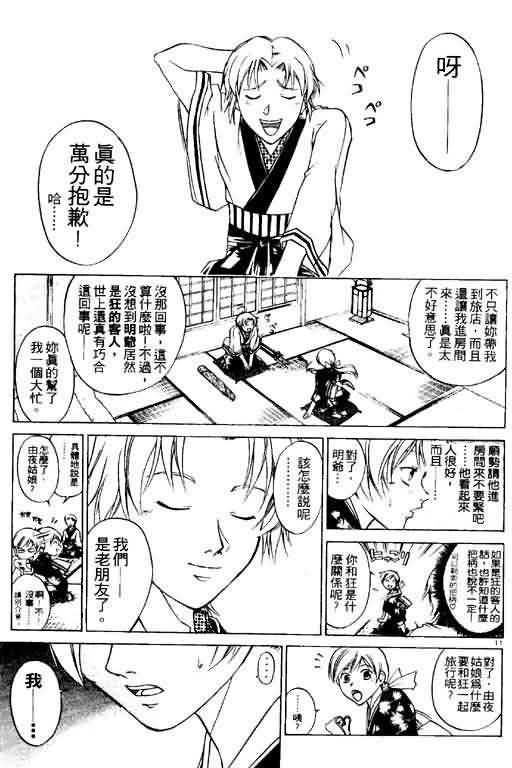 呀——
ペコ
ペコ
真的是
萬分抱歉！
哈……
不只讓妳帶我
到旅店，而且
還讓我進房間
來……真是太
不好意思了。
沒那回事，這不
算什麼啦！不過，
沒想到明爺居然
是狂的客人，
世上還真有巧合
這回事呢—
妳真的幫了
我一個大忙。
順勢請他進
房間來不要緊吧
……他看起來
人很好，
而且……
對了，
明爺…
該怎麼說呢
我們——
是老朋友了。
具體地說是
怎麼了？
由夜姑娘？
啊！不！
沒事……
請別介意…
如果是狂的客人的
話，也許知道什麼
把柄也說不定—
你和狂是什
麼關係呢？
11
對了，由夜
姑娘為什麼
要和狂一起
旅行呢？
……咦？
……
我……